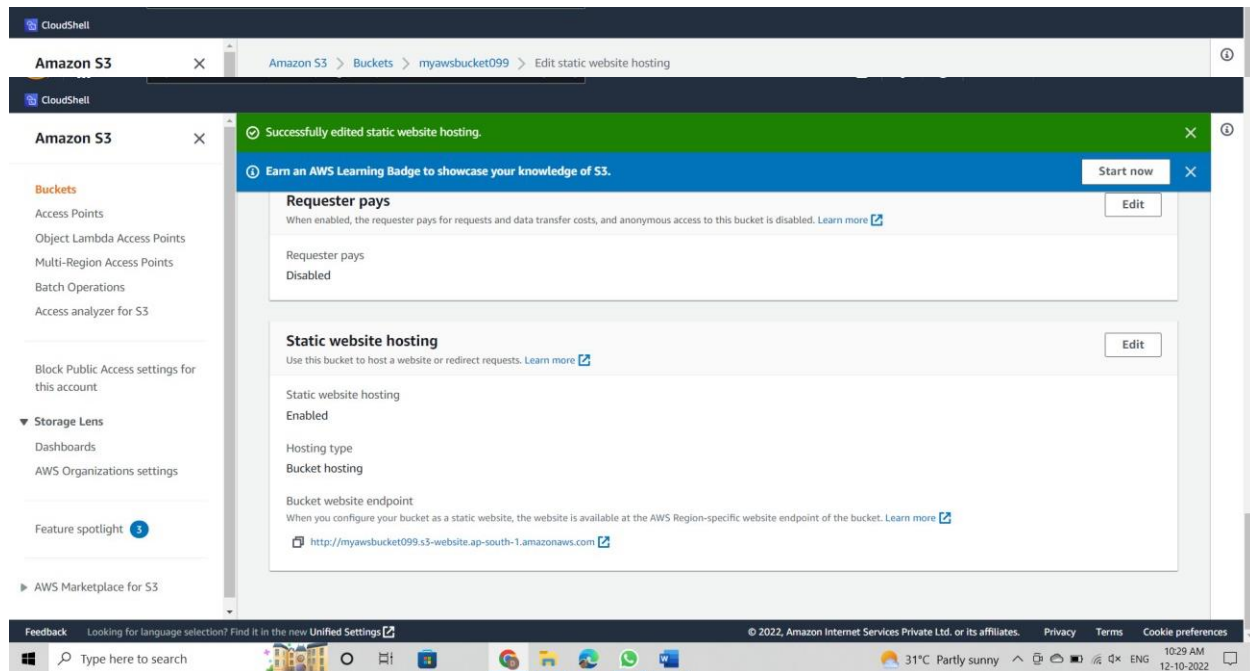 CloudShell
Amazon S3
Amazon S3 > Buckets > myawsbucket099 > Edit static website hosting
CloudShell
Amazon S3
Successfully edited static website hosting.
Earn an AWS Learning Badge to showcase your knowledge of S3.
Start now
Buckets
Access Points
Object Lambda Access Points
Multi-Region Access Points
Batch Operations
Access analyzer for S3
Block Public Access settings for
this account
Storage Lens
Dashboards
AWS Organizations settings
Feature spotlight 3
AWS Marketplace for S3
Requester pays
Edit
When enabled, the requester pays for requests and data transfer costs, and anonymous access to this bucket is disabled. Learn more
Requester pays
Disabled
Static website hosting
Edit
Use this bucket to host a website or redirect requests. Learn more
Static website hosting
Enabled
Hosting type
Bucket hosting
Bucket website endpoint
When you configure your bucket as a static website, the website is available at the AWS Region-specific website endpoint of the bucket. Learn more
http://myawsbucket099.s3-website.ap-south-1.amazonaws.com
Feedback Looking for language selection? Find it in the new Unified Settings
© 2022, Amazon Internet Services Private Ltd. or its affiliates. Privacy Terms Cookie preferences
Type here to search
31°C Partly sunny
ENG
10:29 AM
12-10-2022